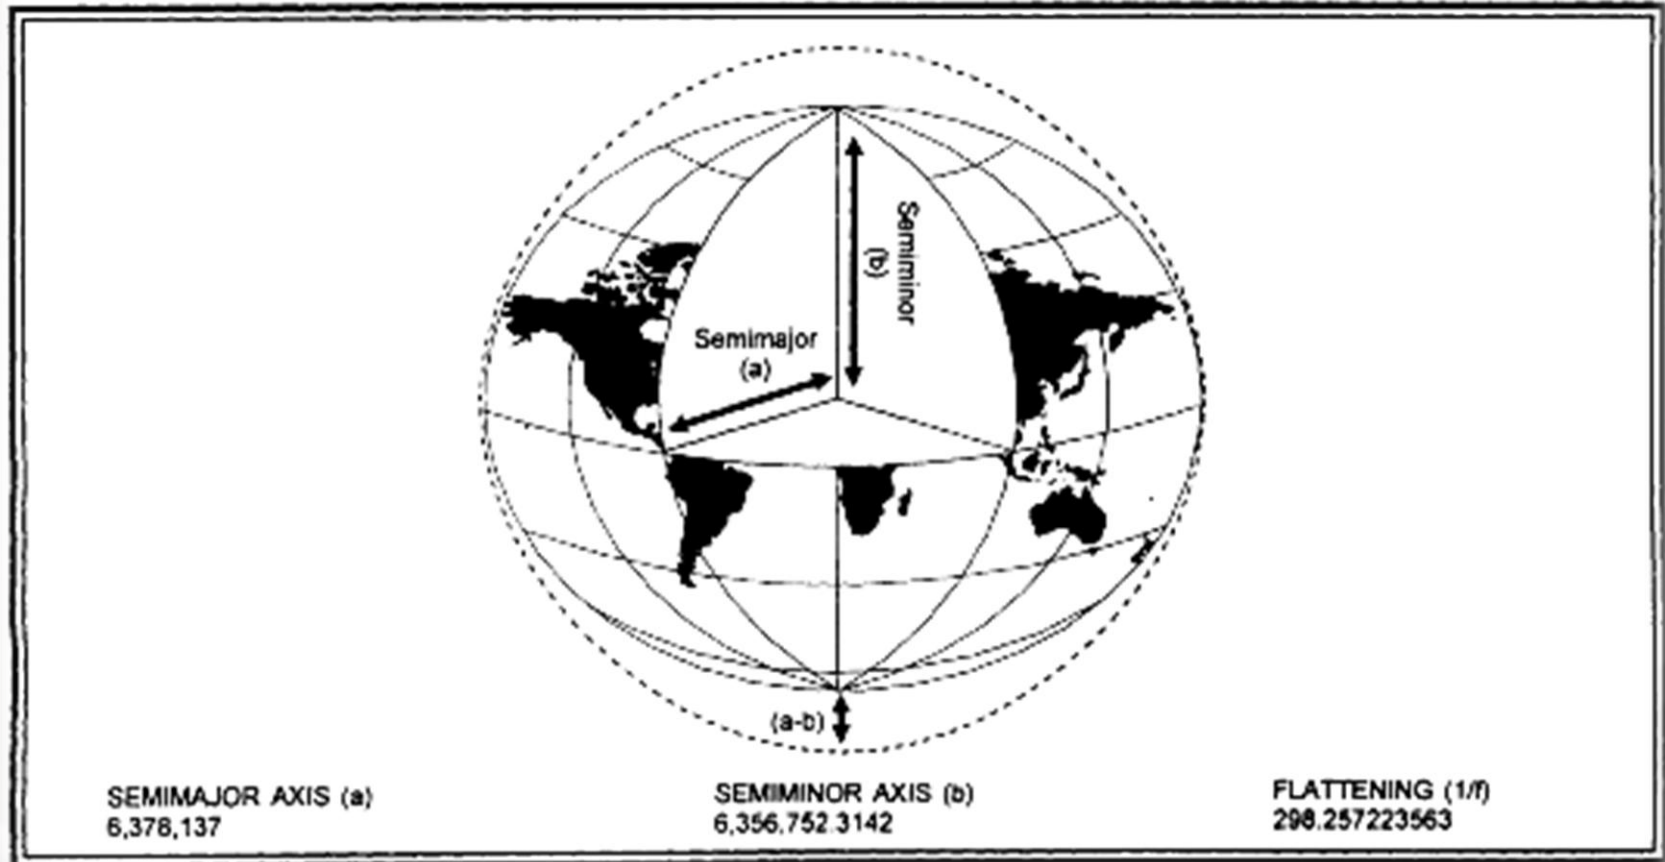 Semiminor
(b)
Semimajor
(a)
(a-b)
SEMIMAJOR AXIS (a)
6,378,137
SEMIMINOR AXIS (b)
6,356,752.3142
FLATTENING (1/f)
298.257223563